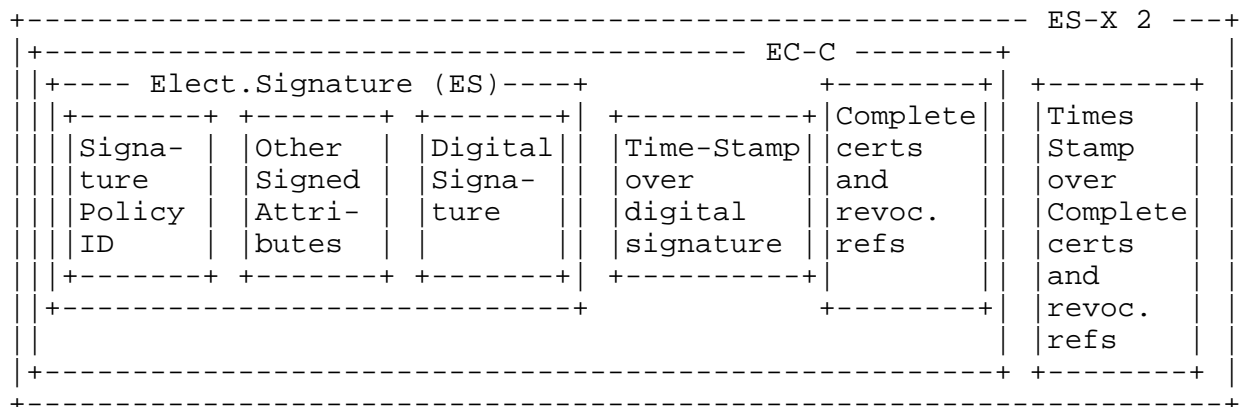 +---------------------------------------------------------- ES-X 2 ---+
|+----------------------------------------- EC-C --------+            |
||+---- Elect.Signature (ES)----+              +--------+| +--------+ |
|||+-------+ +-------+ +-------+| +----------+|Complete|| |Times   | |
||||Signa- | |Other  | |Digital|| |Time-Stamp||certs   || |Stamp   | |
||||ture   | |Signed | |Signa- || |over      ||and     || |over    | |
||||Policy | |Attri- | |ture   || |digital   ||revoc.  || |Complete| |
||||ID     | |butes  | |       || |signature ||refs    || |certs   | |
|||+-------+ +-------+ +-------+| +----------+|        || |and     | |
||+-----------------------------+              +--------+| |revoc.  | |
||                                                       | |refs    | |
|+-------------------------------------------------------+ +--------+ |
+---------------------------------------------------------------------+